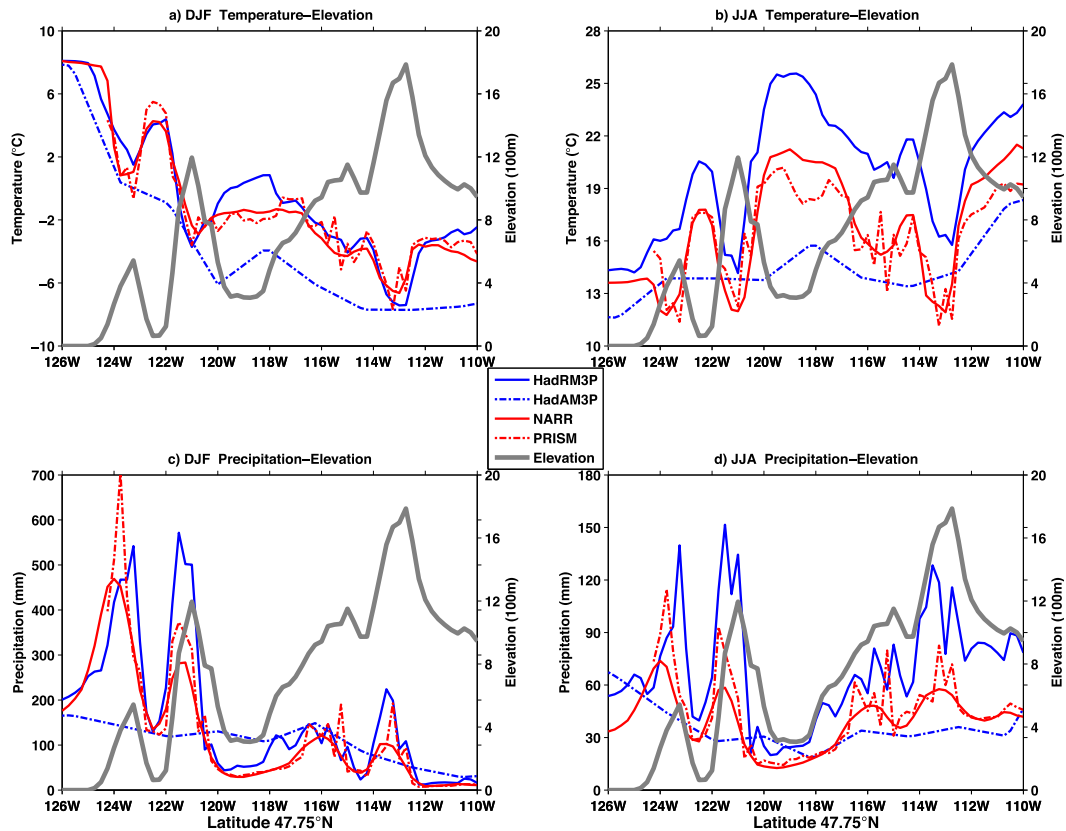 a) DJF Temperature–Elevation
b) JJA Temperature–Elevation
10
6
2
−2
−6
−10
Temperature (°C)
20
16
12
8
4
0
Elevation (100m)
126W 124W 122W 120W 118W 116W 114W 112W 110W
28
25
22
19
16
13
10
Temperature (°C)
20
16
12
8
4
0
Elevation (100m)
126W 124W 122W 120W 118W 116W 114W 112W 110W
HadRM3P
HadAM3P
NARR
PRISM
Elevation
c) DJF Precipitation–Elevation
d) JJA Precipitation–Elevation
700
600
500
400
300
200
100
0
Precipitation (mm)
20
16
12
8
4
0
Elevation (100m)
126W 124W 122W 120W 118W 116W 114W 112W 110W
Latitude 47.75°N
180
150
120
90
60
30
0
Precipitation (mm)
20
16
12
8
4
0
Elevation (100m)
126W 124W 122W 120W 118W 116W 114W 112W 110W
Latitude 47.75°N